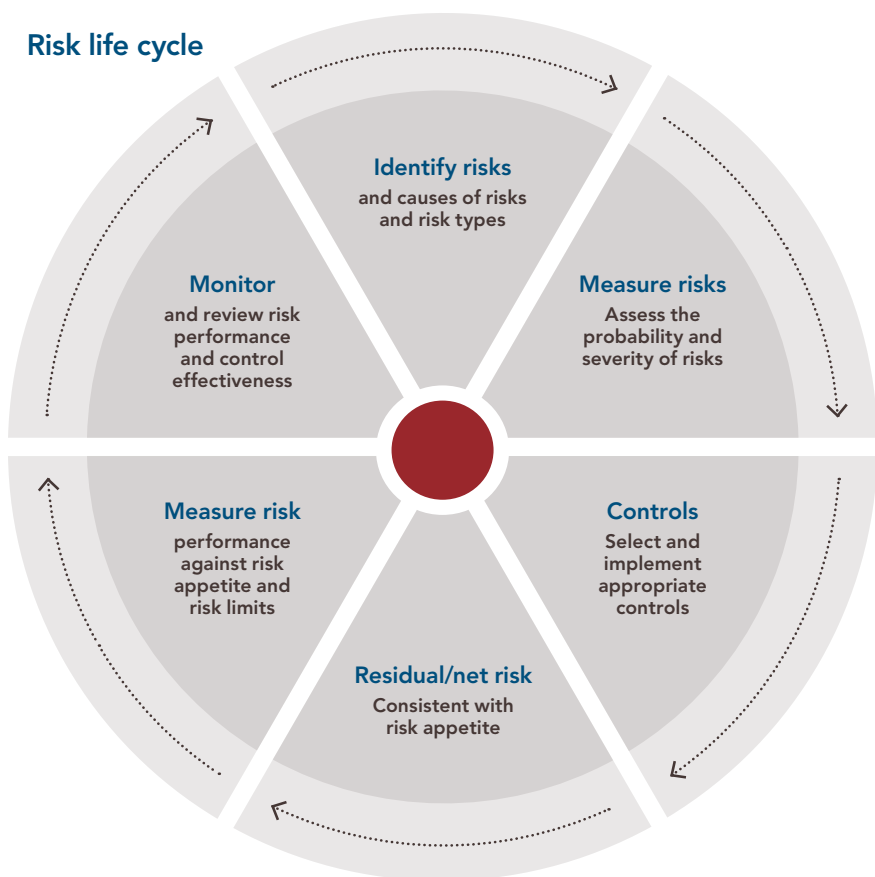 Risk life cycle
Identify risks
and causes of risks
and risk types
Measure risks
Assess the
probability and
severity of risks
Controls
Select and
implement
appropriate
controls
Residual/net risk
Consistent with
risk appetite
Measure risk
performance
against risk
appetite and
risk limits
Monitor
and review risk
performance
and control
effectiveness